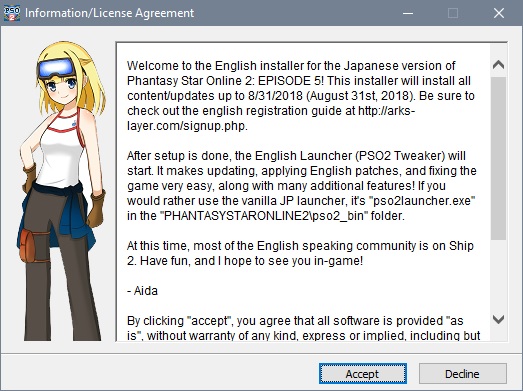 PSO
2
Information/License Agreement
Welcome to the English installer for the Japanese version of
Phantasy Star Online 2: EPISODE 5! This installer will install all
content/updates up to 8/31/2018 (August 31st, 2018). Be sure to
check out the english registration guide at http://arks-
layer.com/signup.php.
After setup is done, the English Launcher (PSO2 Tweaker) will
start. It makes updating, applying English patches, and fixing the
game very easy, along with many additional features! If you
would rather use the vanilla JP launcher, it's "pso2launcher.exe"
in the "PHANTASYSTARONLINE2\pso2_bin" folder.
At this time, most of the English speaking community is on Ship
2. Have fun, and I hope to see you in-game!
- Aida
By clicking "accept", you agree that all software is provided "as
is", without warranty of any kind, express or implied, including but
Accept
Decline